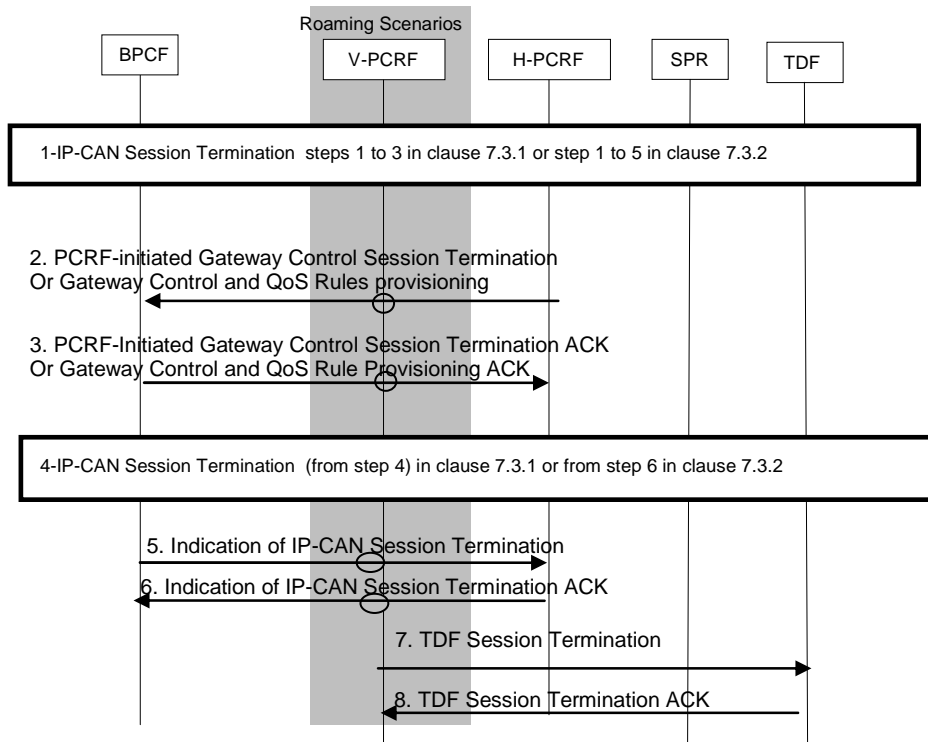 Roaming Scenarios
BPCF
V-PCRF
H-PCRF
SPR
TDF
1-IP-CAN Session Termination steps 1 to 3 in clause 7.3.1 or step 1 to 5 in clause 7.3.2
2. PCRF-initiated Gateway Control Session Termination
Or Gateway Control and QoS Rules provisioning
3. PCRF-Initiated Gateway Control Session Termination ACK
Or Gateway Control and QoS Rule Provisioning ACK
4-IP-CAN Session Termination (from step 4) in clause 7.3.1 or from step 6 in clause 7.3.2
5. Indication of IP-CAN Session Termination
6. Indication of IP-CAN Session Termination ACK
7. TDF Session Termination
8. TDF Session Termination ACK